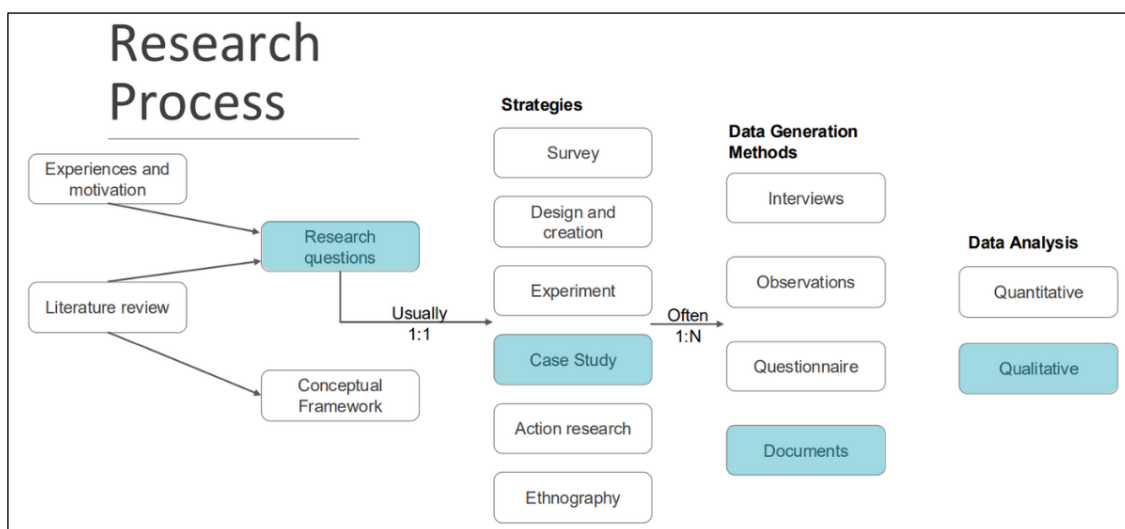 Research
Process
Experiences and
motivation
Literature review
Research
questions
Conceptual
Framework
Usually
1:1
Strategies
Survey
Design and
creation
Experiment
Case Study
Action research
Ethnography
Often
1:N
Data Generation
Methods
Interviews
Observations
Questionnaire
Documents
Data Analysis
Quantitative
Qualitative